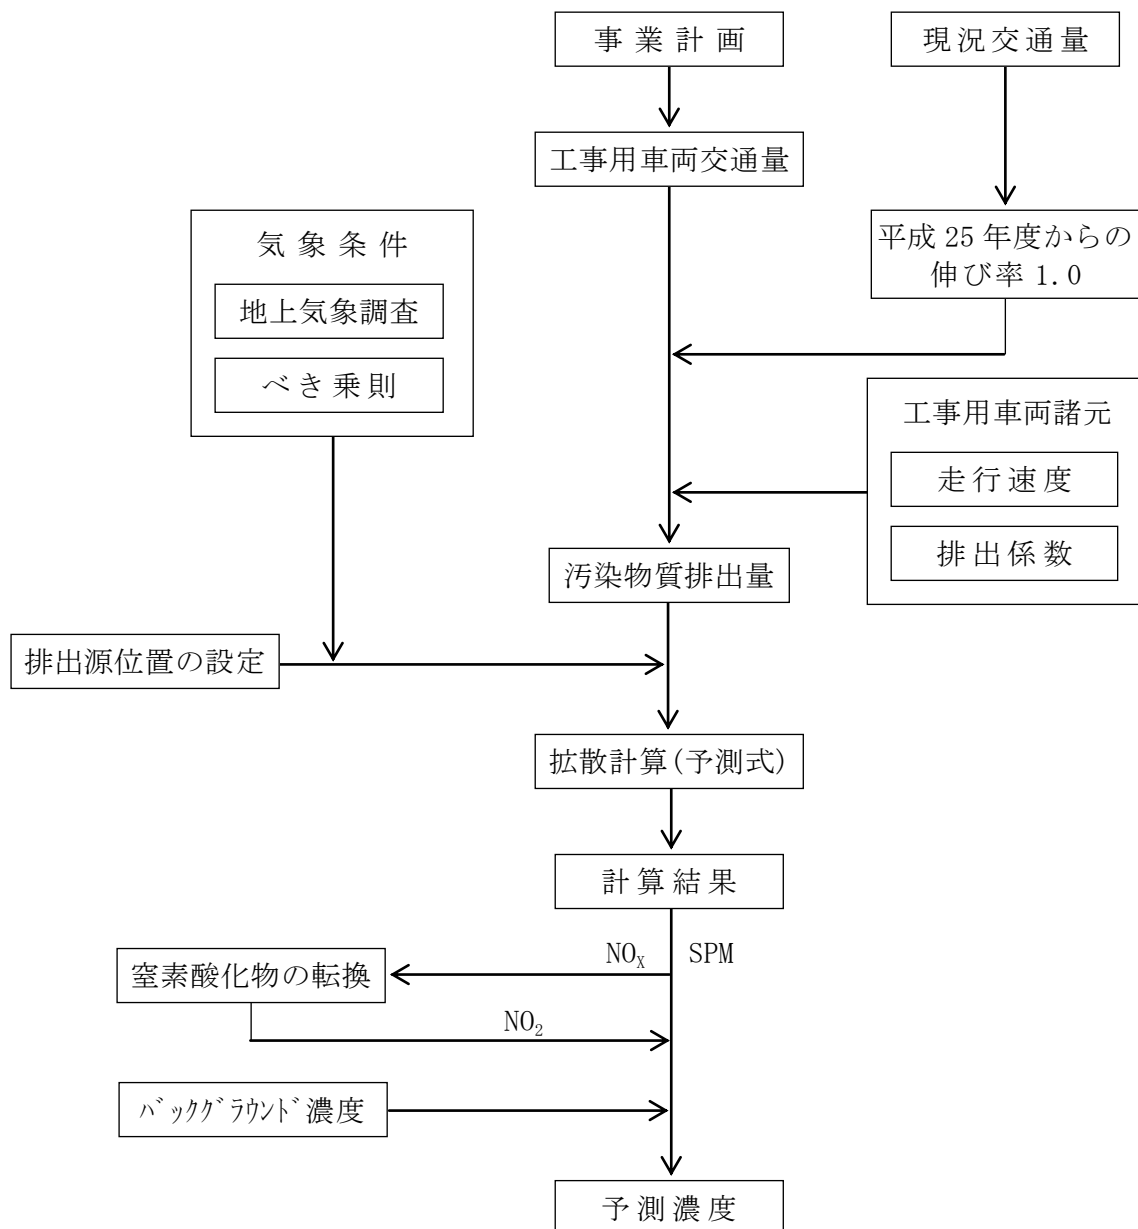 事業計画
現況交通量
工事用車両交通量
平成25年度からの
伸び率1.0
気象条件
地上気象調査
べき乗則
工事用車両諸元
走行速度
排出係数
汚染物質排出量
排出源位置の設定
拡散計算(予測式)
計算結果
NOX SPM
窒素酸化物の転換
NO2
ﾊﾞｯｸｸﾞﾗｳﾝﾄﾞ濃度
予測濃度